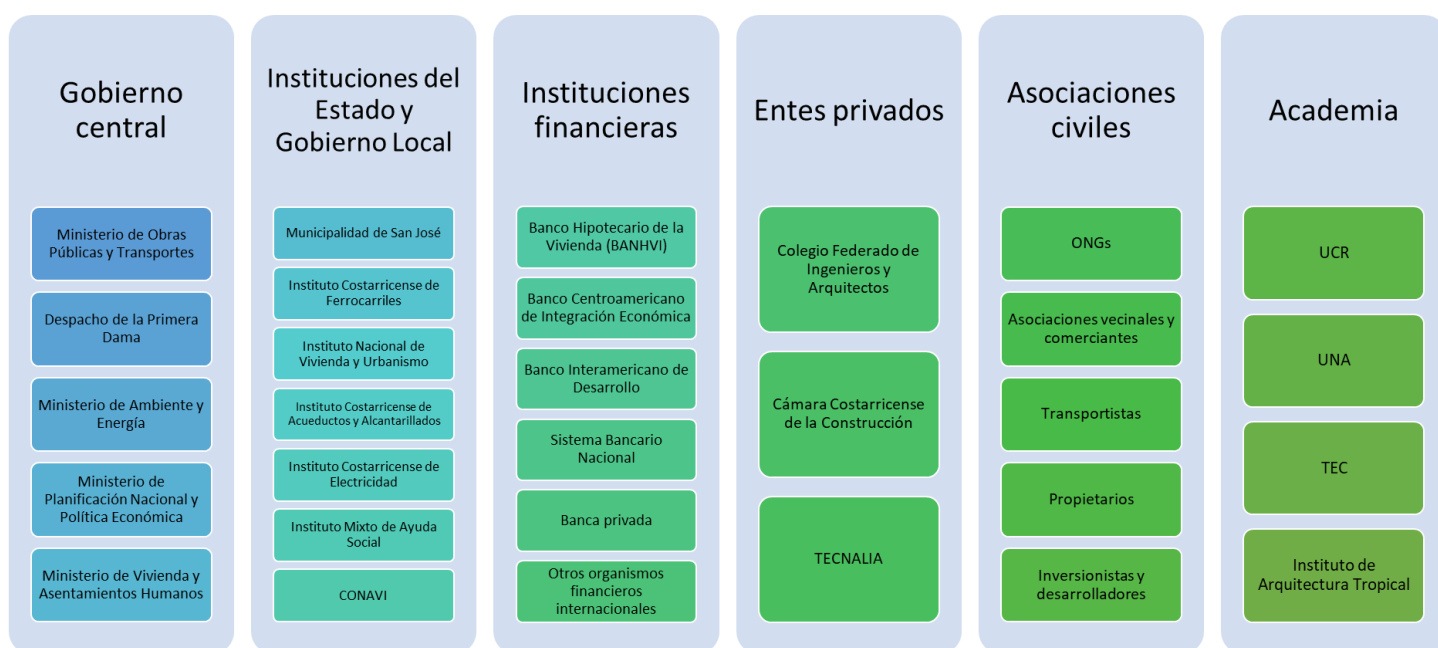 Gobierno
central
Ministerio de Obras
Públicas y Transportes
Despacho de la Primera
Dama
Ministerio de Ambiente y
Energía
Ministerio de
Planificación Nacional y
Política Económica
Ministerio de Vivienda y
Asentamientos Humanos
Instituciones del
Estado y
Gobierno Local
Municipalidad de San José
Instituto Costarricense de
Ferrocarriles
Instituto Nacional de
Vivienda y Urbanismo
Instituto Costarricense de
Acueductos y Alcantarillados
Instituto Costarricense de
Electricidad
Instituto Mixto de Ayuda
Social
CONAVI
Instituciones
financieras
Banco Hipotecario de la
Vivienda (BANHVI)
Banco Centroamericano
de Integración Económica
Banco Interamericano de
Desarrollo
Sistema Bancario
Nacional
Banca privada
Otros organismos
financieros
internacionales
Entes privados
Colegio Federado de
Ingenieros y
Arquitectos
Cámara Costarricense
de la Construcción
TECNALIA
Asociaciones
civiles
ONGs
Asociaciones vecinales y
comerciantes
Transportistas
Propietarios
Inversionistas y
desarrolladores
Academia
UCR
UNA
TEC
Instituto de
Arquitectura Tropical